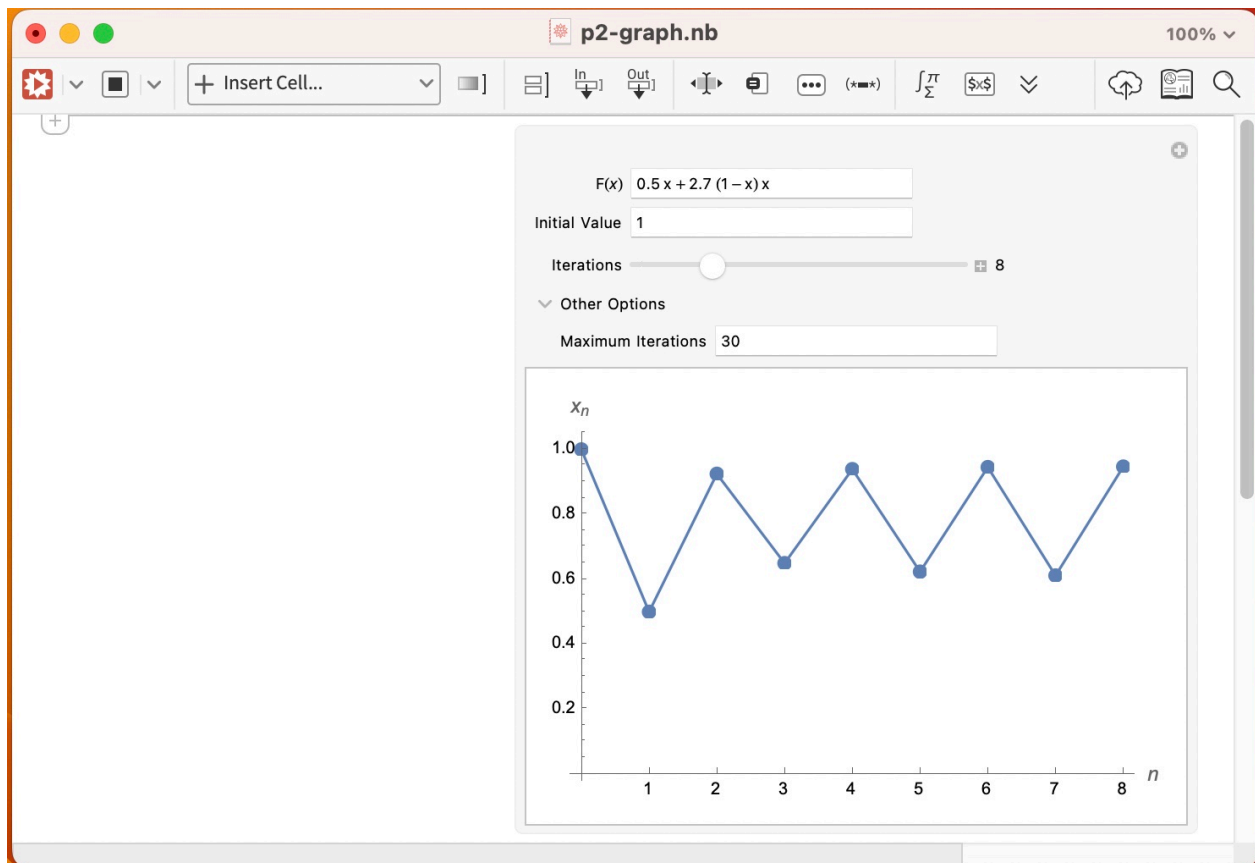 p2-graph.nb
100%
Insert Cell...
In
Out
(*▬*)
∫π
Σ
$x$
F(x) 0.5 x + 2.7 (1 − x) x
Initial Value 1
Iterations 8
Other Options
Maximum Iterations 30
xn
1.0
0.8
0.6
0.4
0.2
1 2 3 4 5 6 7 8
n